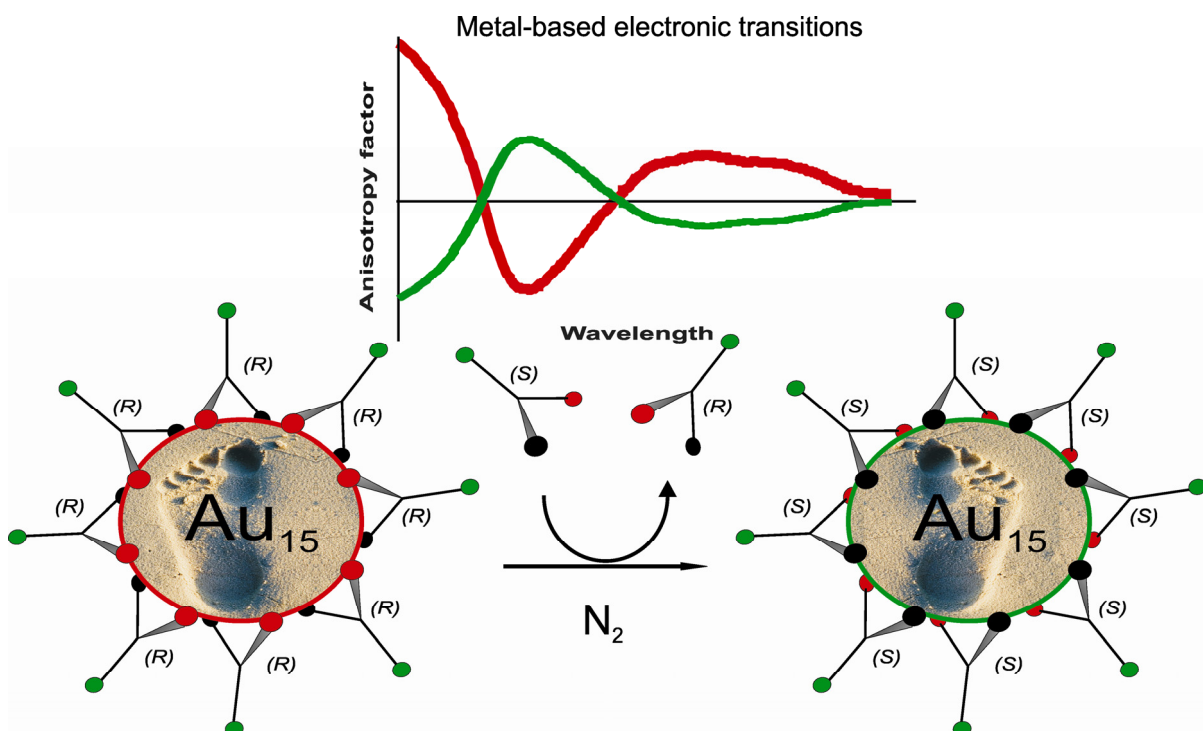 Metal-based electronic transitions
Anisotropy factor
Wavelength
(R)
(R)
(R)
(R)
(R)
(R)
(R)
(R)
(R)
Au15
(S)
(R)
N2
(S)
(S)
(S)
(S)
(S)
(S)
(S)
(S)
(S)
Au15